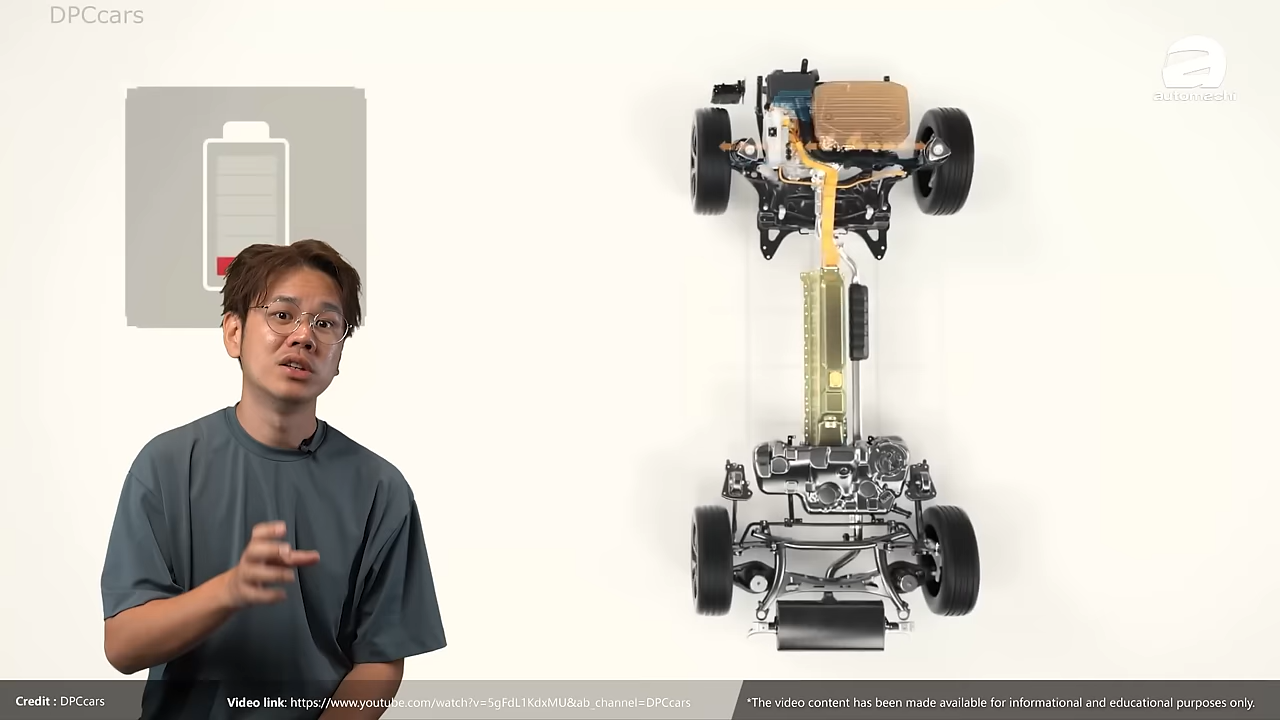 DPCcars
automachi
Credit : DPCcars
Video link: https://www.youtube.com/watch?v=5gFdL1KdxMU&ab_channel=DPCcars
*The video content has been made available for informational and educational purposes only.